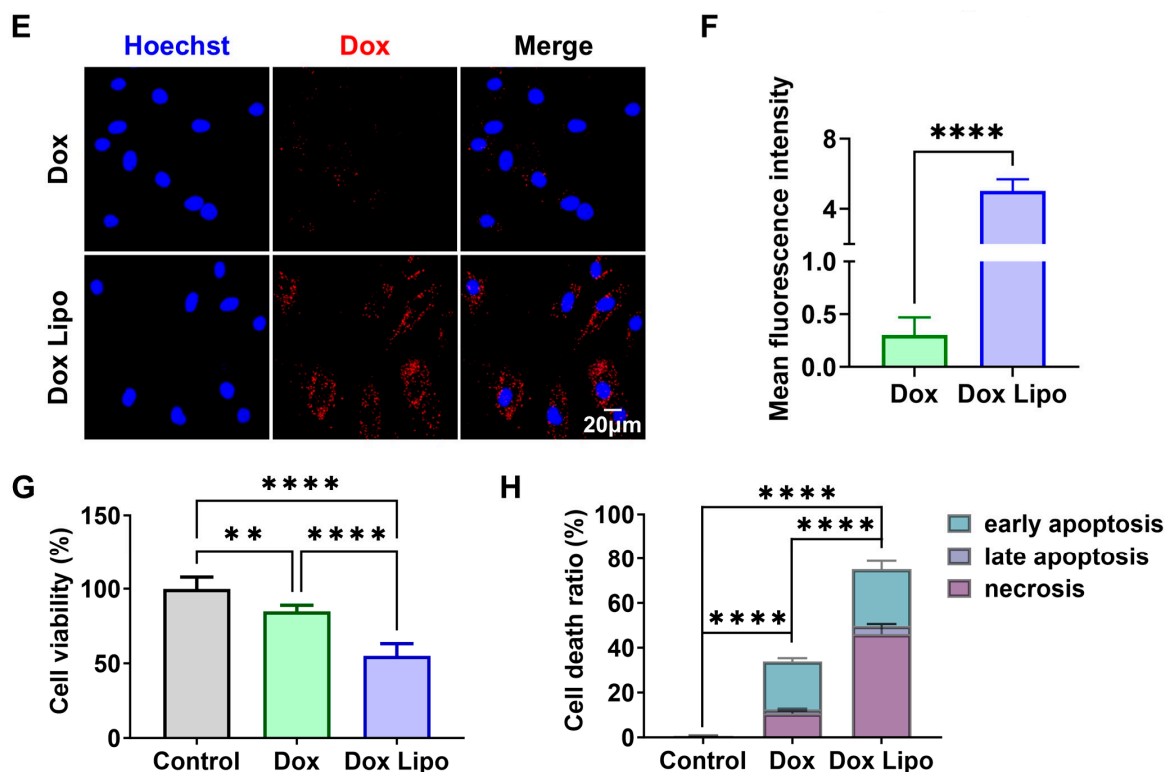 E
Hoechst Dox Merge
Dox
Dox Lipo
20μm
F
Mean fluorescence intensity
****
8
4
1.0
0.5
0.0
Dox Dox Lipo
G
Cell viability (%)
****
** ****
150
100
50
0
Control Dox Dox Lipo
H
Cell death ratio (%)
****
****
****
100
80
60
40
20
0
Control Dox Dox Lipo
early apoptosis
late apoptosis
necrosis